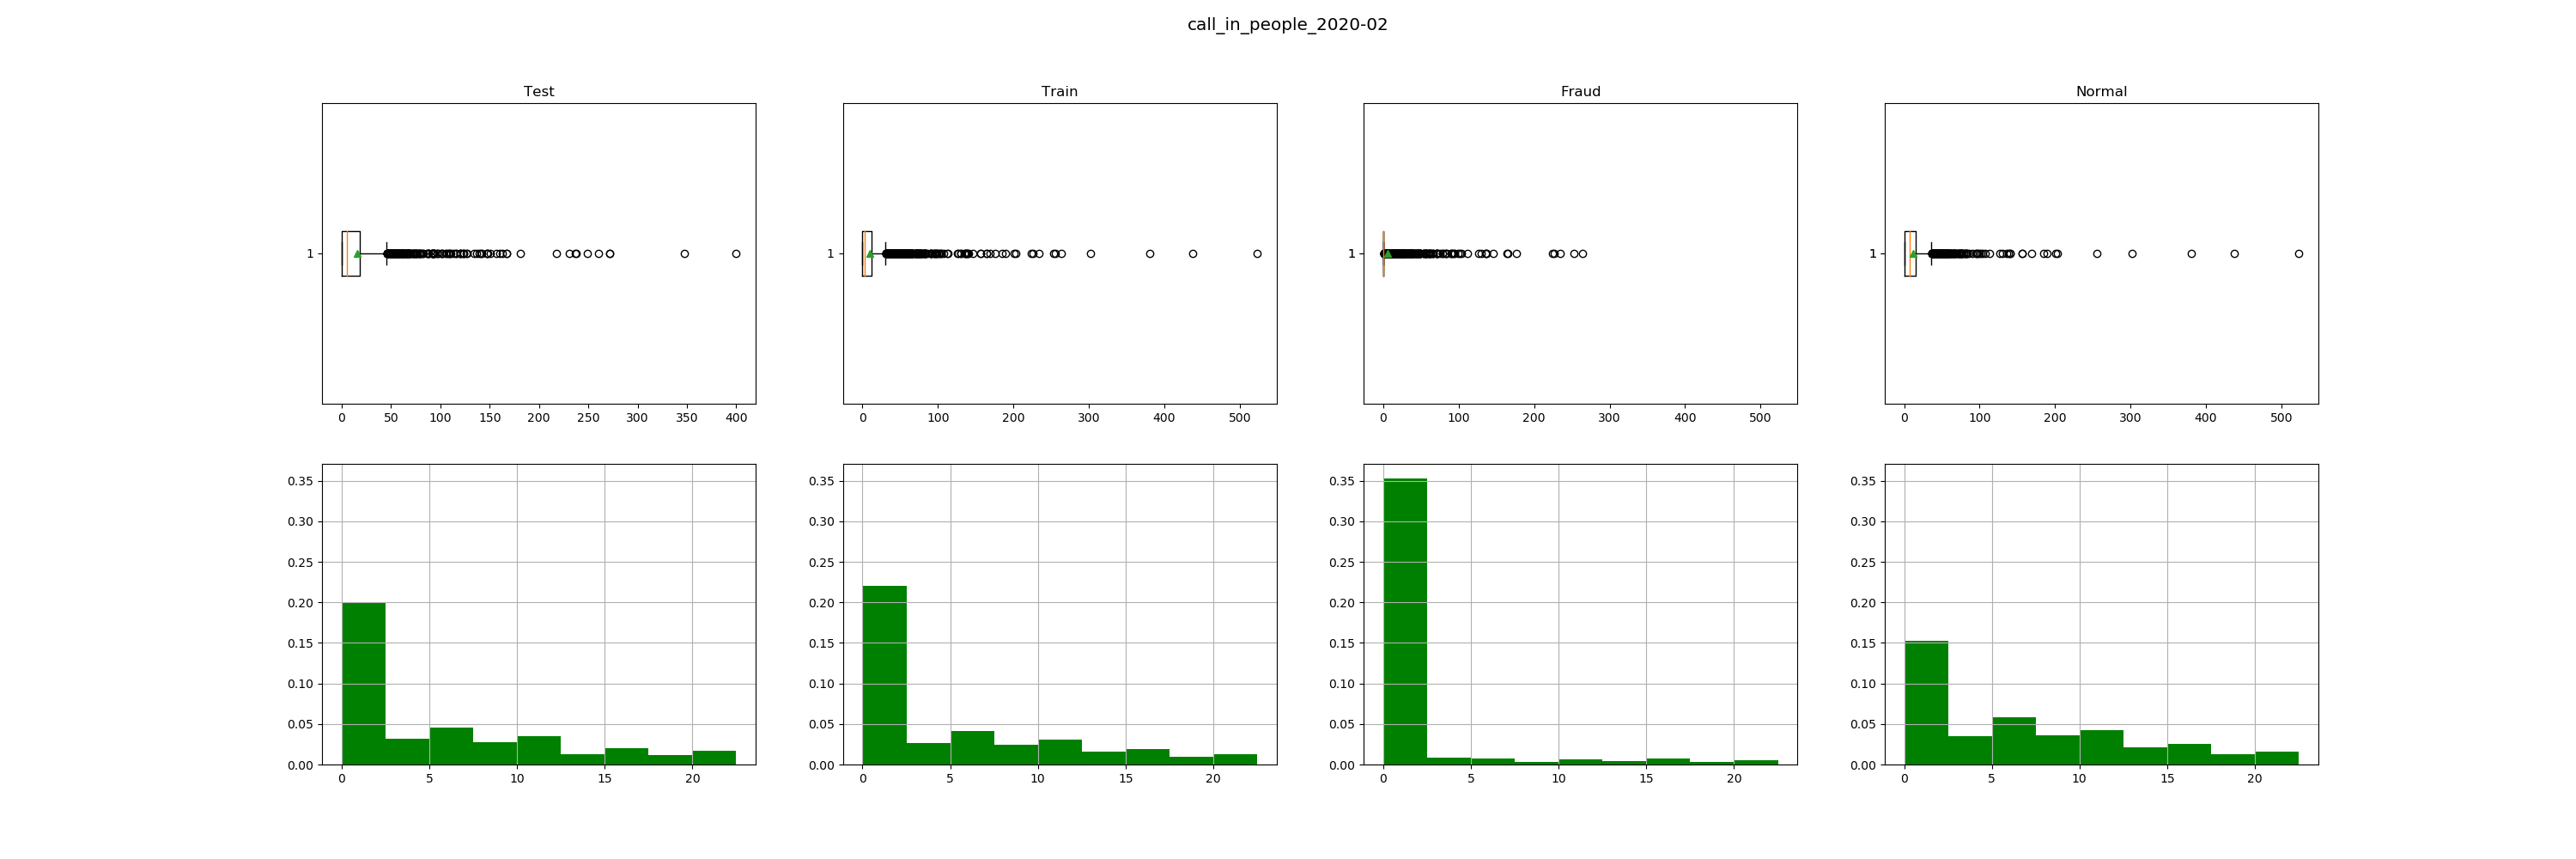 call_in_people_2020-02
Test Train Fraud Normal
1 1 1 1
0 50 100 150 200 250 300 350 400 0 100 200 300 400 500 0 100 200 300 400 500 0 100 200 300 400 500
0.35 0.35 0.35 0.35
0.30 0.30 0.30 0.30
0.25 0.25 0.25 0.25
0.20 0.20 0.20 0.20
0.15 0.15 0.15 0.15
0.10 0.10 0.10 0.10
0.05 0.05 0.05 0.05
0.00 0.00 0.00 0.00
0 5 10 15 20 0 5 10 15 20 0 5 10 15 20 0 5 10 15 20